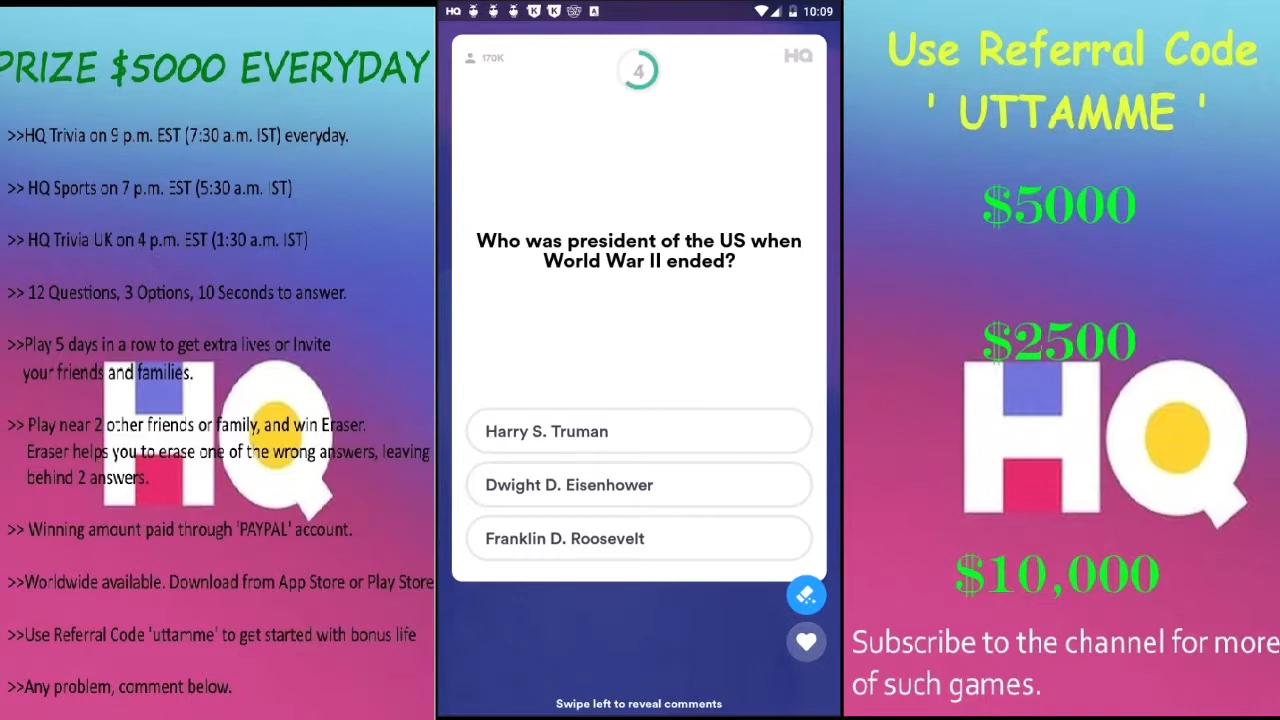 PRIZE $5000 EVERYDAY
>>HQ Trivia on 9 p.m. EST (7:30 a.m. IST) everyday.
>> HQ Sports on 7 p.m. EST (5:30 a.m. IST)
>> HQ Trivia UK on 4 p.m. EST (1:30 a.m. IST)
>> 12 Questions, 3 Options, 10 Seconds to answer.
>>Play 5 days in a row to get extra lives or Invite
your friends and families.
>> Play near 2 other friends or family, and win Eraser.
Eraser helps you to erase one of the wrong answers, leaving
behind 2 answers.
>> Winning amount paid through 'PAYPAL' account.
>>Worldwide available. Download from App Store or Play Store
>>Use Referral Code 'uttamme' to get started with bonus life
>>Any problem, comment below.
HQ
HQ 10:09
170K 4 HQ
Who was president of the US when
World War II ended?
Harry S. Truman
Dwight D. Eisenhower
Franklin D. Roosevelt
Swipe left to reveal comments
Use Referral Code
' UTTAMME '
$5000
$2500
HQ
$10,000
Subscribe to the channel for more
of such games.